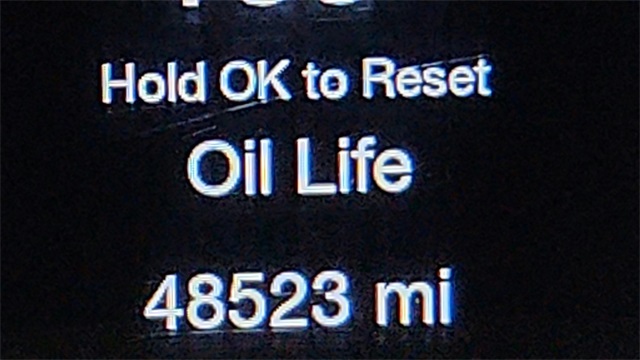 Hold OK to Reset
Oil Life
48523 mi